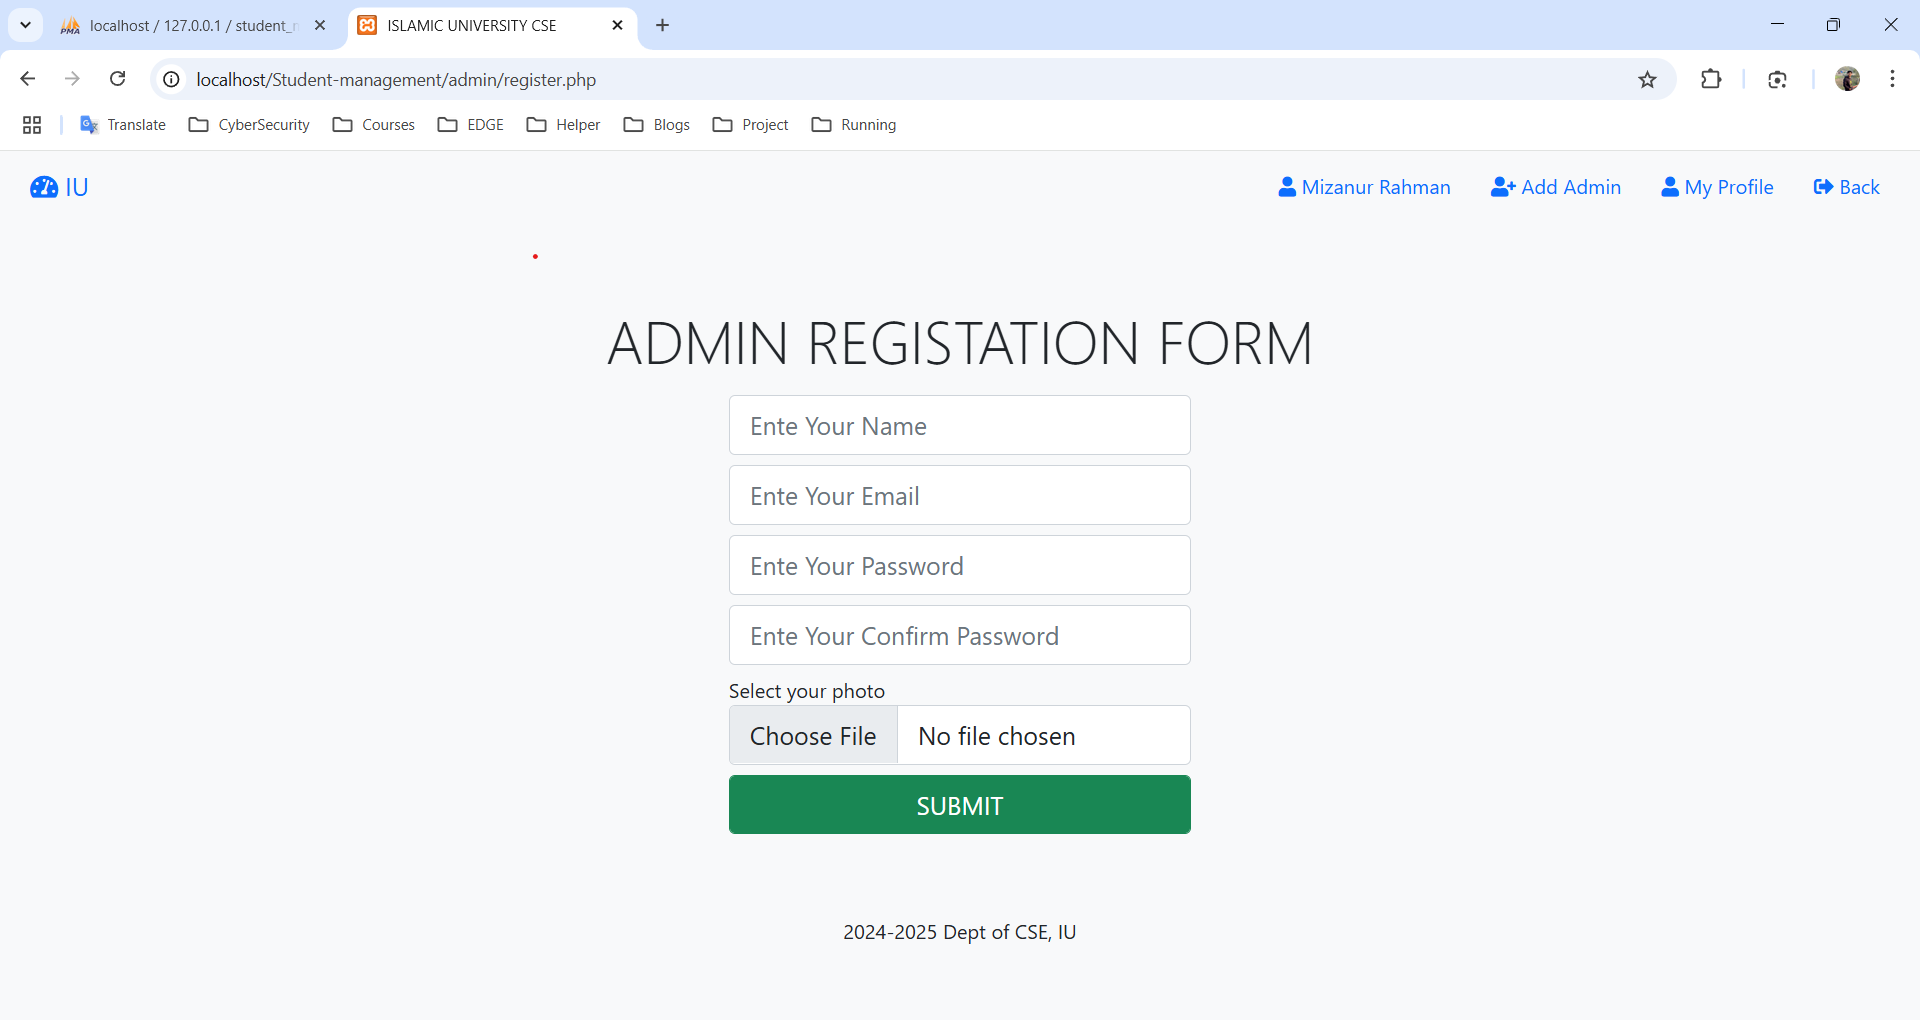 localhost / 127.0.0.1 / student_
ISLAMIC UNIVERSITY CSE
localhost/Student-management/admin/register.php
Translate
CyberSecurity
Courses
EDGE
Helper
Blogs
Project
Running
IU
Mizanur Rahman
Add Admin
My Profile
Back
ADMIN REGISTATION FORM
Ente Your Name
Ente Your Email
Ente Your Password
Ente Your Confirm Password
Select your photo
Choose File
No file chosen
SUBMIT
2024-2025 Dept of CSE, IU